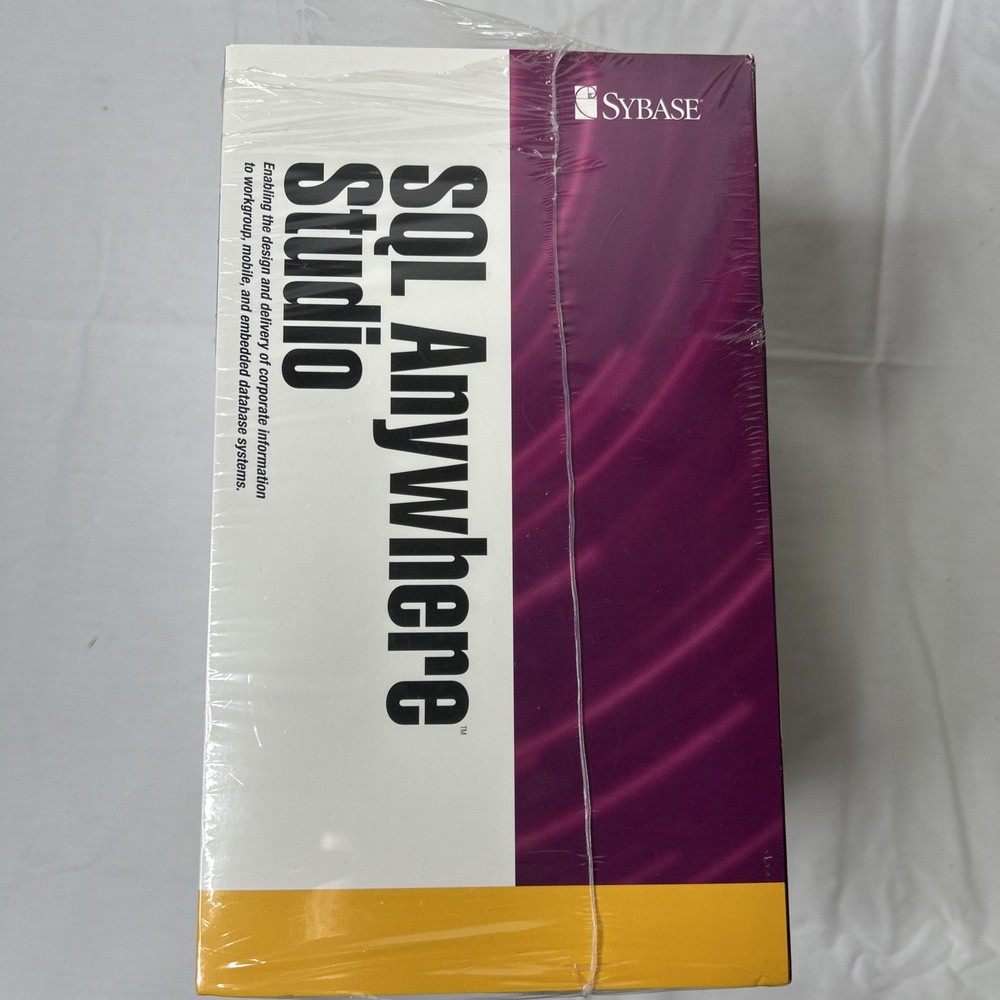 SYBASE
SQL Anywhere™
Studio
Enabling the design and delivery of corporate information
to workgroup, mobile, and embedded database systems.